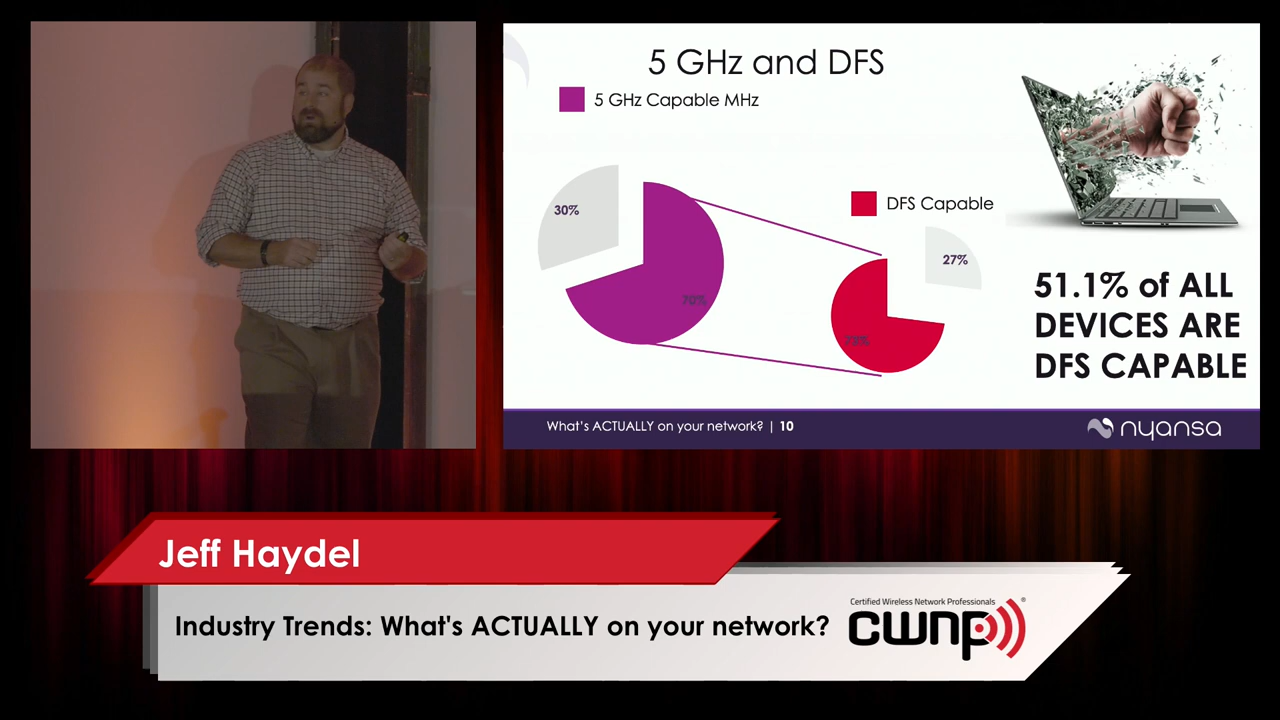 5 GHz and DFS
5 GHz Capable MHz
30%
70%
DFS Capable
27%
73%
51.1% of ALL
DEVICES ARE
DFS CAPABLE
What's ACTUALLY on your network? | 10
nyansa
Jeff Haydel
Industry Trends: What's ACTUALLY on your network?
Certified Wireless Network Professionals
cwnp
®